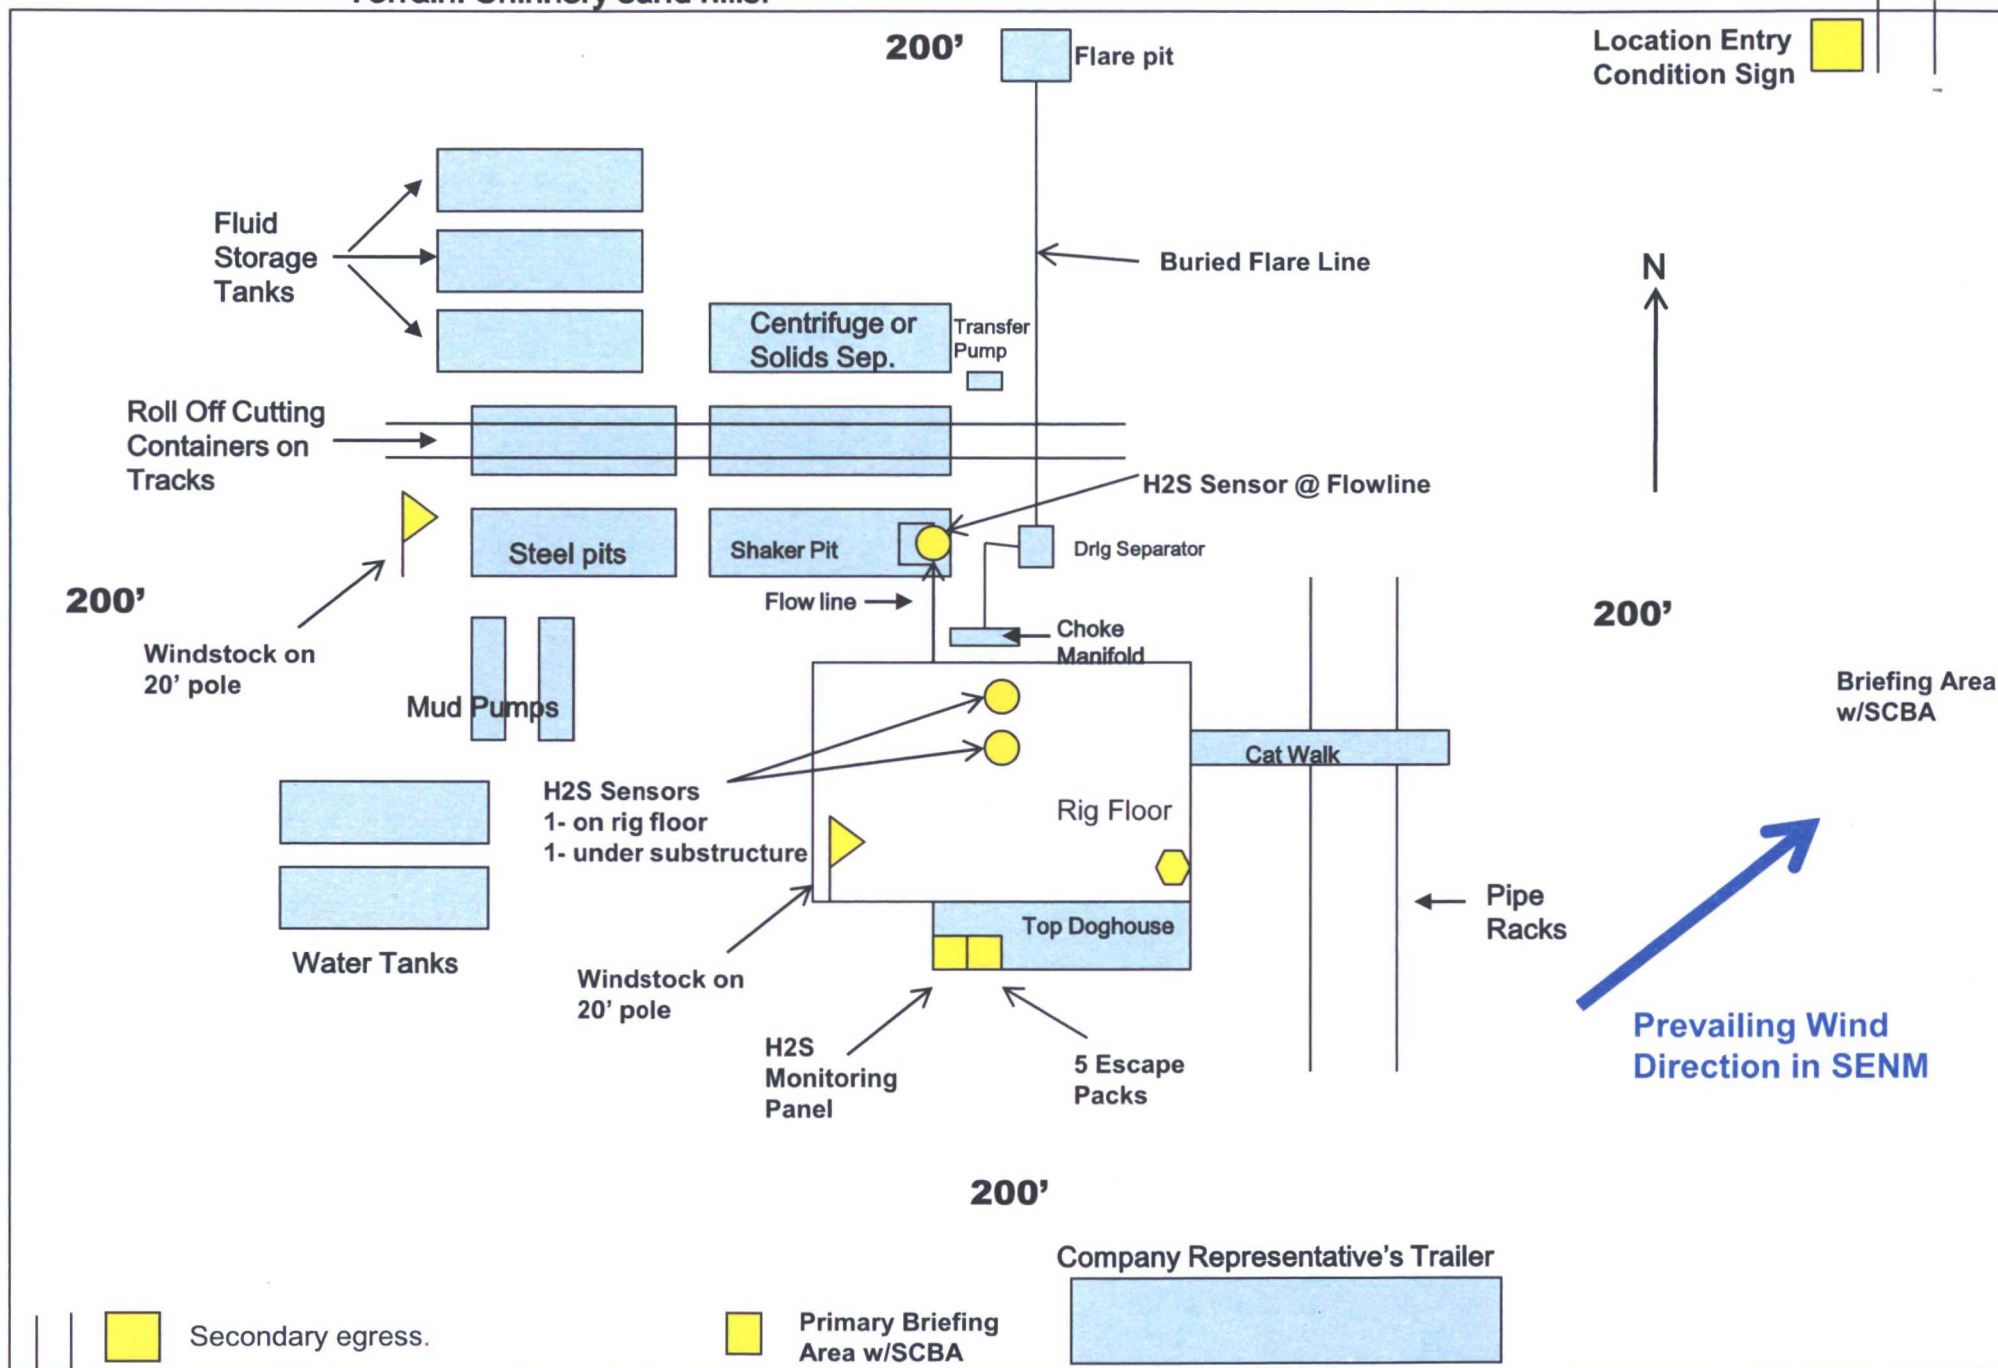 Terrain: Shinnery sand hills.
200'
Flare pit
Location Entry
Condition Sign
Fluid
Storage
Tanks
Buried Flare Line
N
Centrifuge or
Solids Sep.
Transfer
Pump
Roll Off Cutting
Containers on
Tracks
H2S Sensor @ Flowline
Steel pits
Shaker Pit
Drlg Separator
200'
Flow line
200'
Choke
Manifold
Windstock on
20' pole
Mud Pumps
Briefing Area
w/SCBA
Cat Walk
H2S Sensors
1- on rig floor
1- under substructure
Rig Floor
Pipe
Racks
Top Doghouse
Water Tanks
Windstock on
20' pole
H2S
Monitoring
Panel
5 Escape
Packs
Prevailing Wind
Direction in SENM
200'
Company Representative's Trailer
Secondary egress.
Primary Briefing
Area w/SCBA